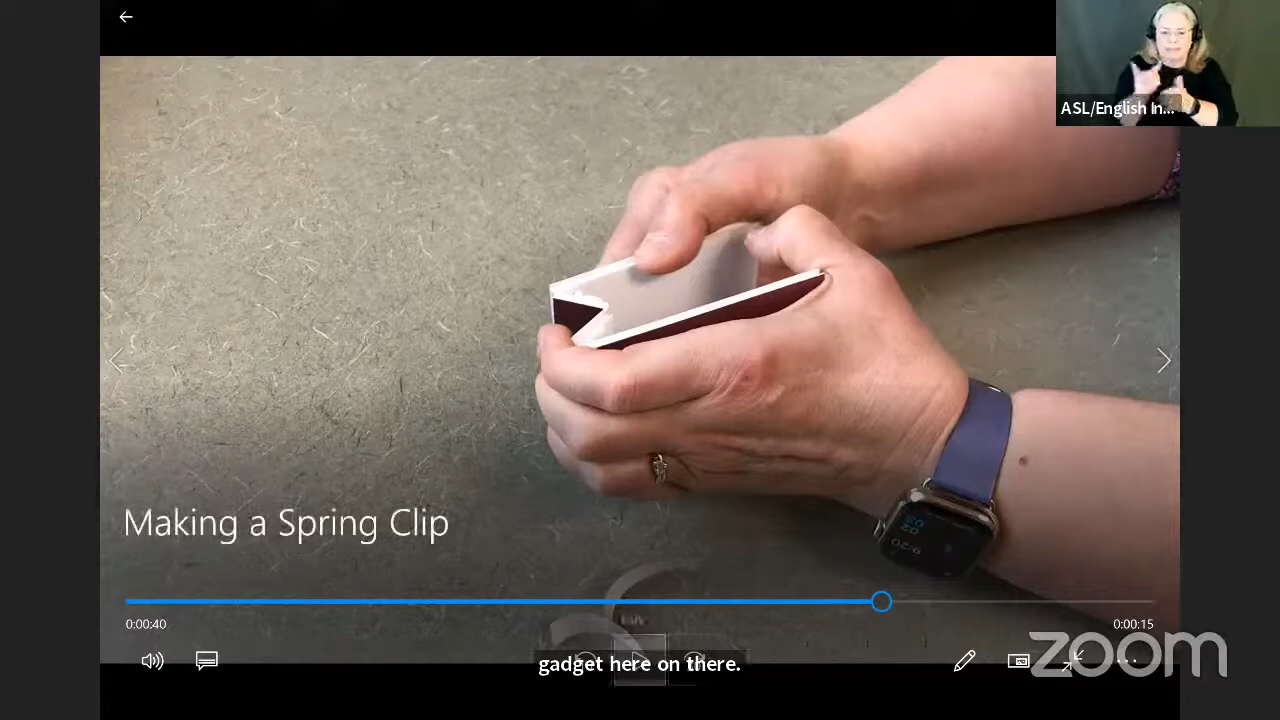 ASL/English In...
Making a Spring Clip
0:00:40
0:00:15
gadget here on there.
zoom